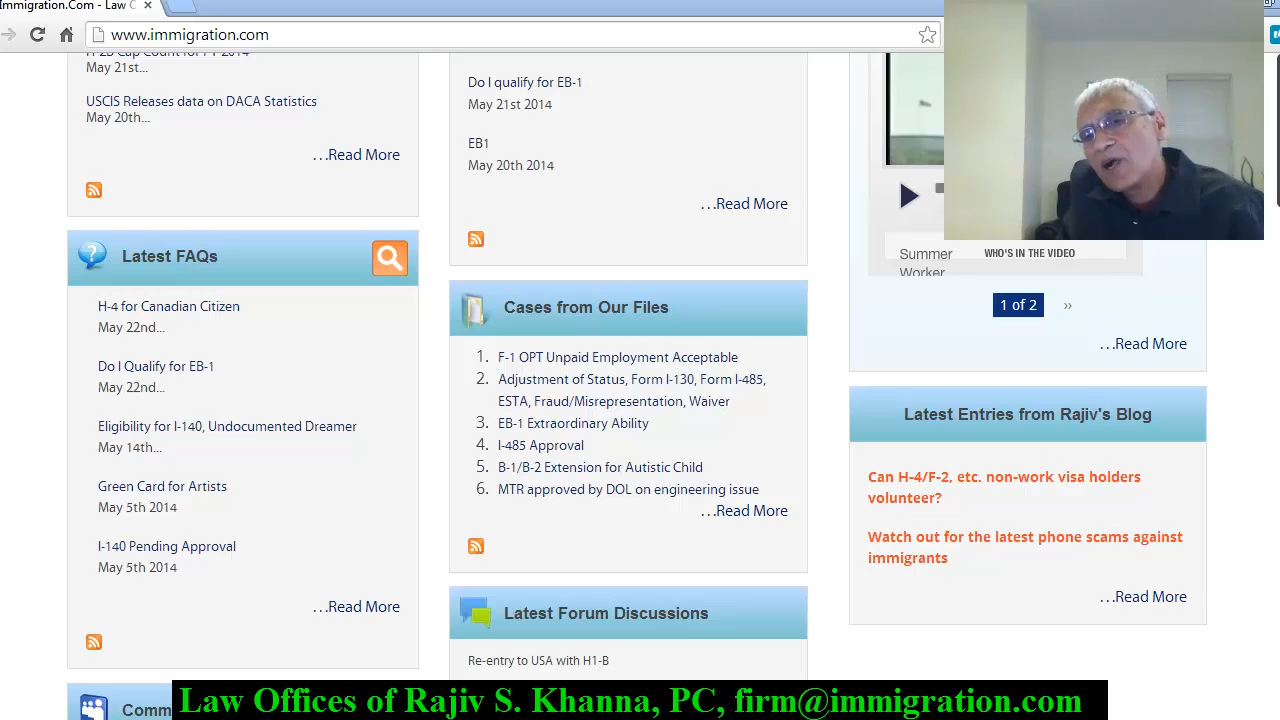 Immigration.Com - Law C
www.immigration.com
May 21st...
USCIS Releases data on DACA Statistics
May 20th...
...Read More
Latest FAQs
H-4 for Canadian Citizen
May 22nd...
Do I Qualify for EB-1
May 22nd...
Eligibility for I-140, Undocumented Dreamer
May 14th...
Green Card for Artists
May 5th 2014
I-140 Pending Approval
May 5th 2014
...Read More
Comm
Do I qualify for EB-1
May 21st 2014
EB1
May 20th 2014
...Read More
Cases from Our Files
1. F-1 OPT Unpaid Employment Acceptable
2. Adjustment of Status, Form I-130, Form I-485,
ESTA, Fraud/Misrepresentation, Waiver
3. EB-1 Extraordinary Ability
4. I-485 Approval
5. B-1/B-2 Extension for Autistic Child
6. MTR approved by DOL on engineering issue
...Read More
Latest Forum Discussions
Re-entry to USA with H1-B
Summer
Worker
WHO'S IN THE VIDEO
1 of 2 ››
...Read More
Latest Entries from Rajiv's Blog
Can H-4/F-2, etc. non-work visa holders
volunteer?
Watch out for the latest phone scams against
immigrants
...Read More
Law Offices of Rajiv S. Khanna, PC, firm@immigration.com